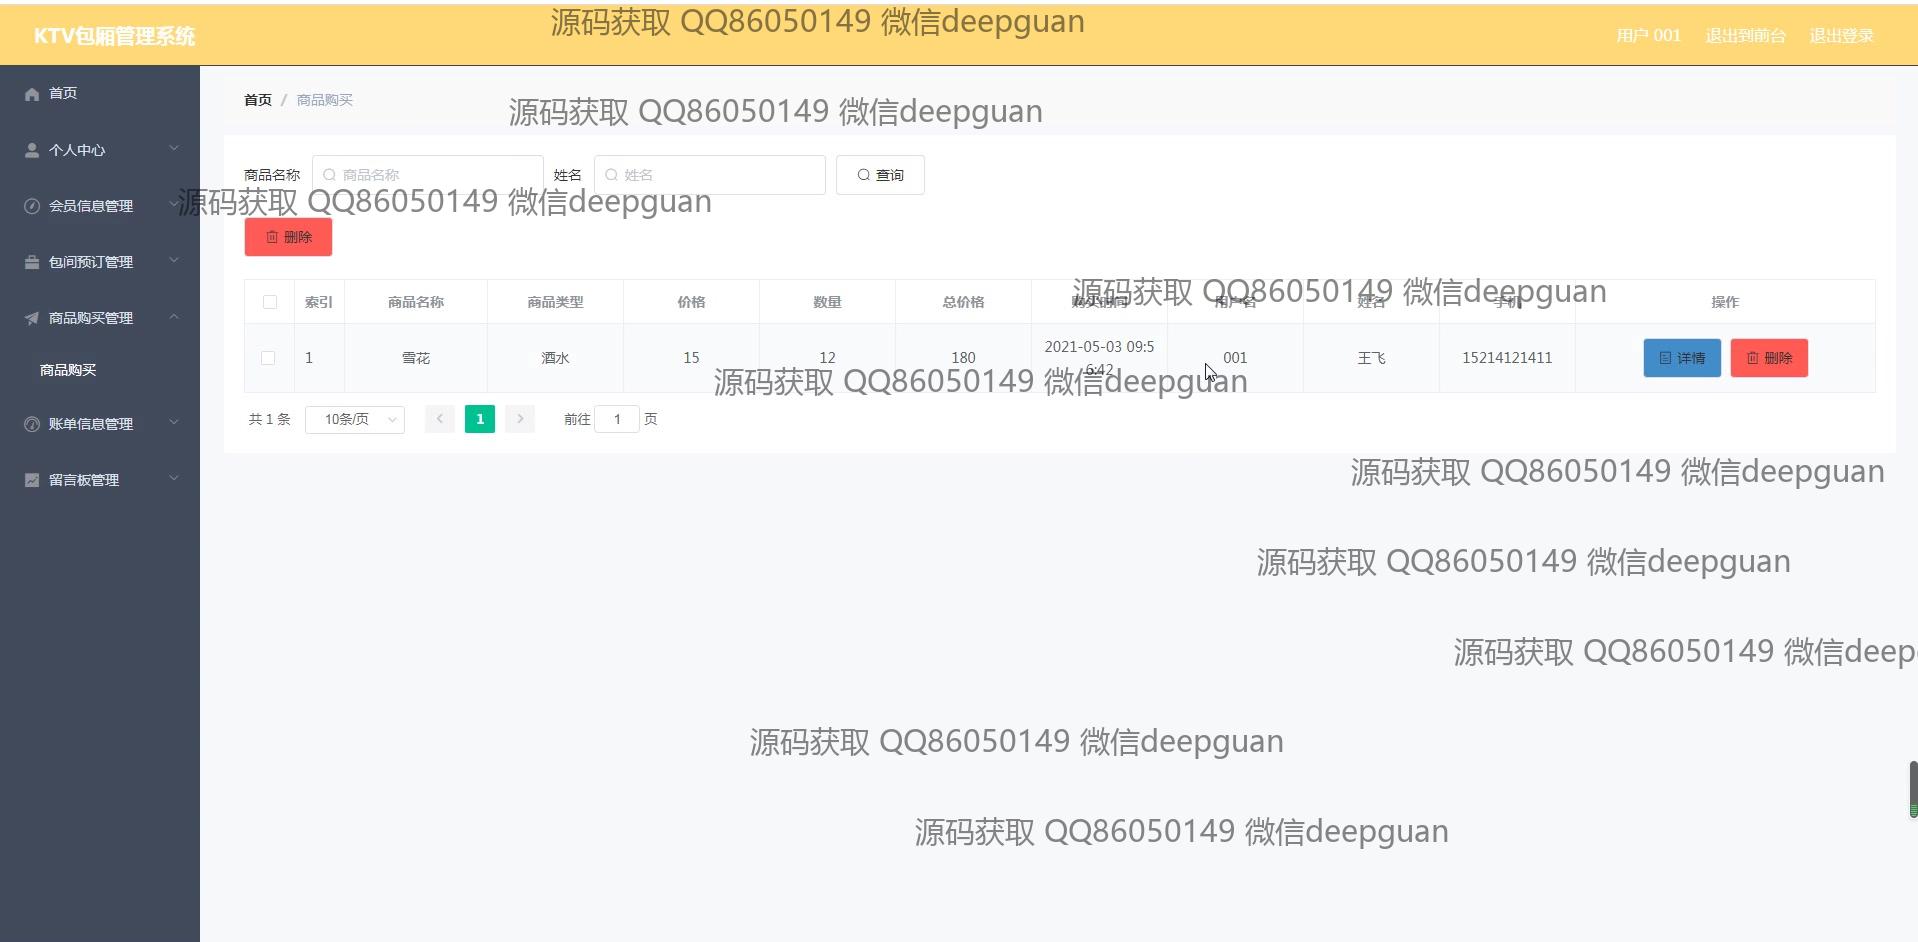 源码获取 QQ86050149 微信deepguan
KTV包厢管理系统
用户 001 退出到前台 退出登录
首页
首页 / 商品购买
源码获取 QQ86050149 微信deepguan
个人中心
商品名称 商品名称 姓名 姓名 查询
会员信息管理
源码获取 QQ86050149 微信deepguan
删除
包间预订管理
源码获取 QQ86050149 微信deepguan
索引 商品名称 商品类型 价格 数量 总价格 购买时间 用户名 姓名 手机 操作
商品购买管理
1 雪花 酒水 15 12 180 2021-05-03 09:5 001 王飞 15214121411 详情 删除
6:42
商品购买
源码获取 QQ86050149 微信deepguan
共 1 条 10条/页 1 前往 1 页
账单信息管理
源码获取 QQ86050149 微信deepguan
留言板管理
源码获取 QQ86050149 微信deepguan
源码获取 QQ86050149 微信deep
源码获取 QQ86050149 微信deepguan
源码获取 QQ86050149 微信deepguan